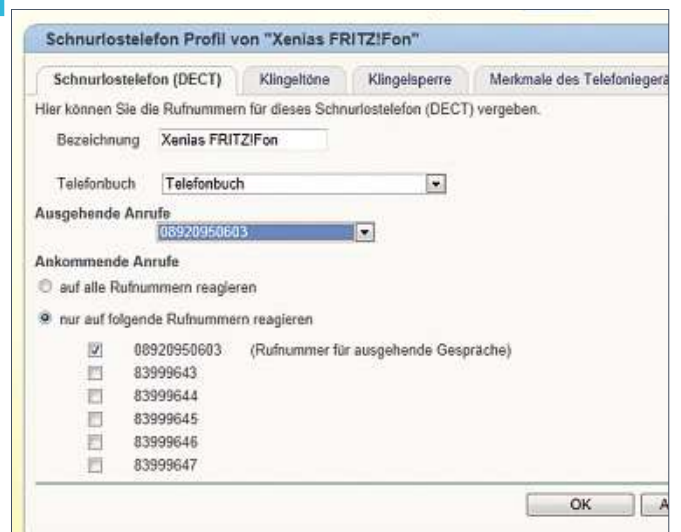 Schnurlostelefon Profil von "Xenias FRITZ!Fon"
Schnurlostelefon (DECT) Klingeltöne Klingelsperre Merkmale des Telefoniegerä
Hier können Sie die Rufnummern für dieses Schnurlostelefon (DECT) vergeben.
Bezeichnung Xenias FRITZ!Fon
Telefonbuch Telefonbuch
Ausgehende Anrufe
08920950603
Ankommende Anrufe
auf alle Rufnummern reagieren
nur auf folgende Rufnummern reagieren
08920950603 (Rufnummer für ausgehende Gespräche)
83999643
83999644
83999645
83999646
83999647
OK A